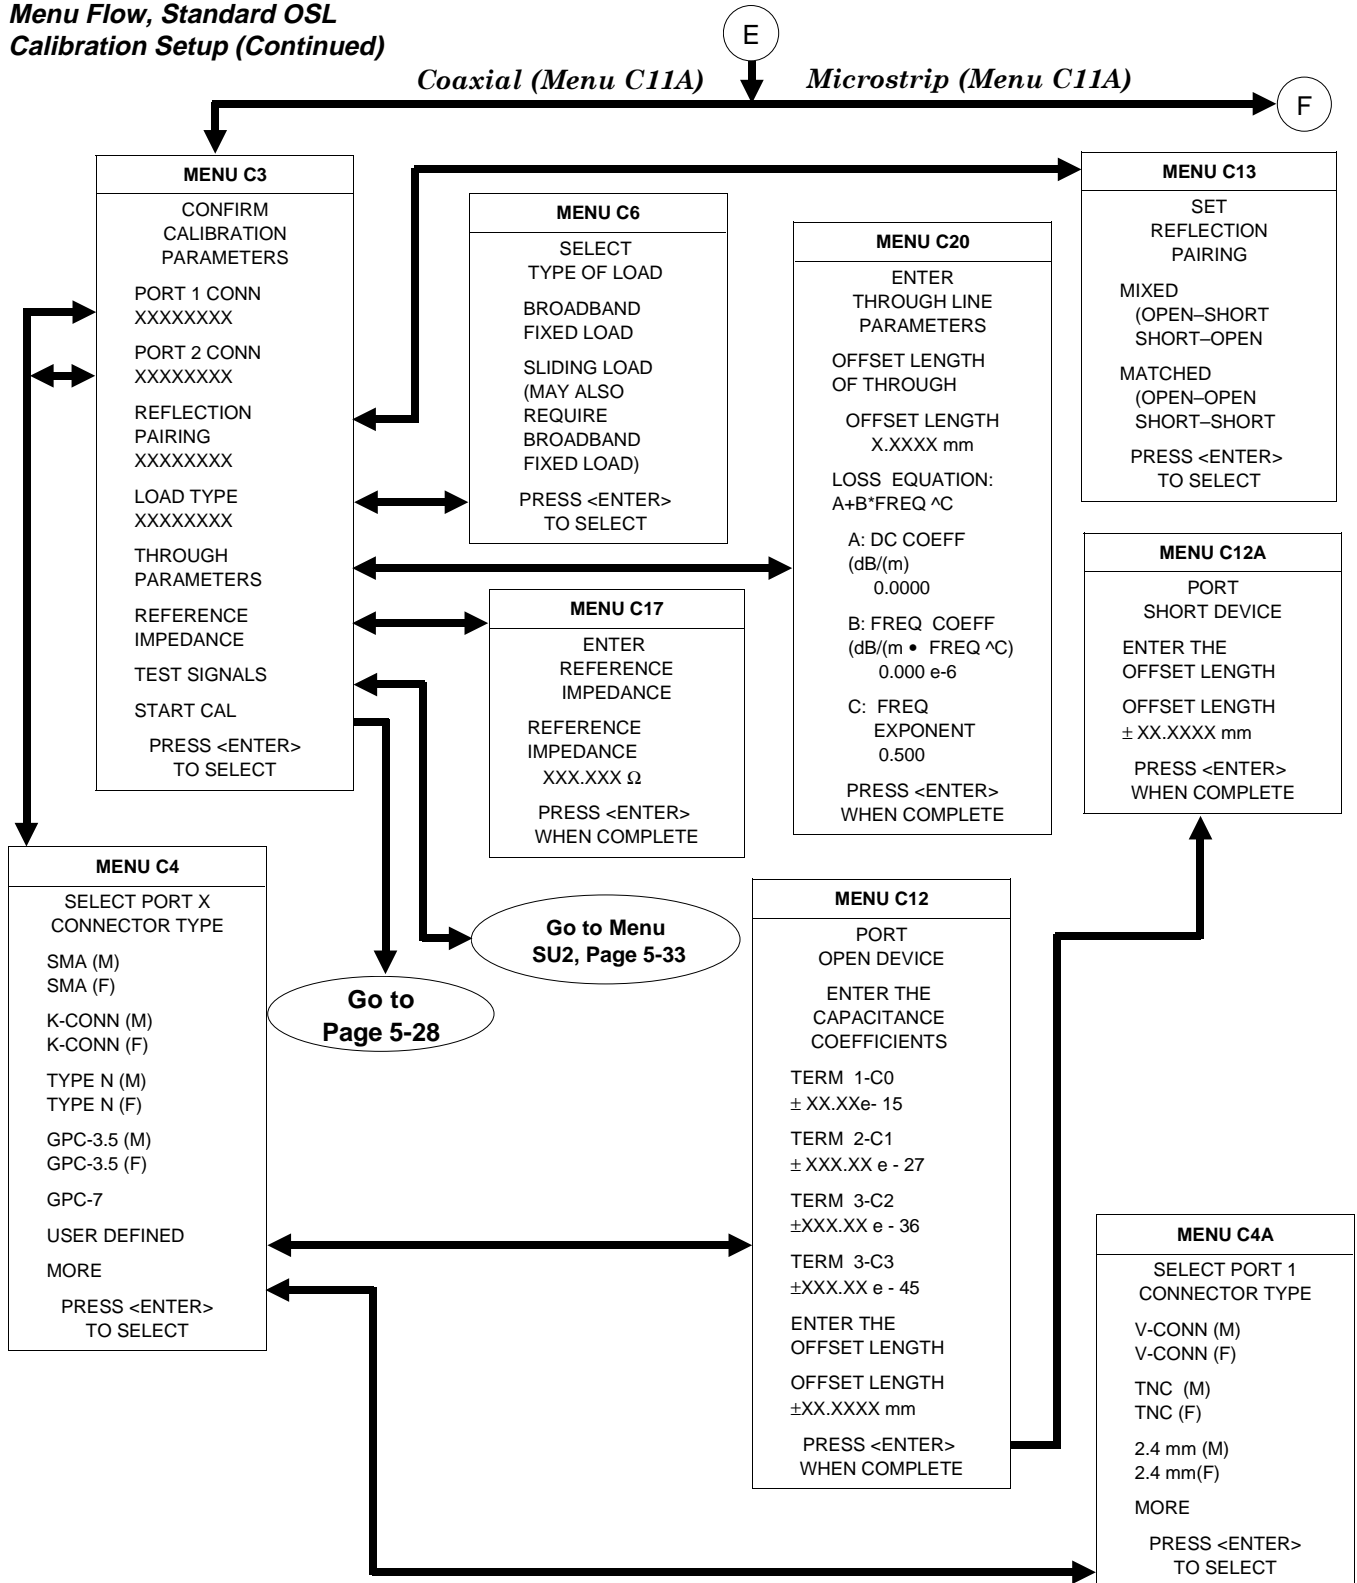 Menu Flow, Standard OSL
Calibration Setup (Continued)
E
Coaxial (Menu C11A)
Microstrip (Menu C11A)
F
MENU C3
CONFIRM
CALIBRATION
PARAMETERS
PORT 1 CONN
XXXXXXXX
PORT 2 CONN
XXXXXXXX
REFLECTION
PAIRING
XXXXXXXX
LOAD TYPE
XXXXXXXX
THROUGH
PARAMETERS
REFERENCE
IMPEDANCE
TEST SIGNALS
START CAL
PRESS <ENTER>
TO SELECT
MENU C6
SELECT
TYPE OF LOAD
BROADBAND
FIXED LOAD
SLIDING LOAD
(MAY ALSO
REQUIRE
BROADBAND
FIXED LOAD)
PRESS <ENTER>
TO SELECT
MENU C20
ENTER
THROUGH LINE
PARAMETERS
OFFSET LENGTH
OF THROUGH
OFFSET LENGTH
X.XXXX mm
LOSS EQUATION:
A+B*FREQ ^C
A: DC COEFF
(dB/(m)
0.0000
B: FREQ COEFF
(dB/(m • FREQ ^C)
0.000 e-6
C: FREQ
EXPONENT
0.500
PRESS <ENTER>
WHEN COMPLETE
MENU C13
SET
REFLECTION
PAIRING
MIXED
(OPEN–SHORT
SHORT–OPEN
MATCHED
(OPEN–OPEN
SHORT–SHORT
PRESS <ENTER>
TO SELECT
MENU C12A
PORT
SHORT DEVICE
ENTER THE
OFFSET LENGTH
OFFSET LENGTH
± XX.XXXX mm
PRESS <ENTER>
WHEN COMPLETE
MENU C17
ENTER
REFERENCE
IMPEDANCE
REFERENCE
IMPEDANCE
XXX.XXX Ω
PRESS <ENTER>
WHEN COMPLETE
MENU C4
SELECT PORT X
CONNECTOR TYPE
SMA (M)
SMA (F)
K-CONN (M)
K-CONN (F)
TYPE N (M)
TYPE N (F)
GPC-3.5 (M)
GPC-3.5 (F)
GPC-7
USER DEFINED
MORE
PRESS <ENTER>
TO SELECT
Go to Menu
SU2, Page 5-33
Go to
Page 5-28
MENU C12
PORT
OPEN DEVICE
ENTER THE
CAPACITANCE
COEFFICIENTS
TERM 1-C0
± XX.XXe- 15
TERM 2-C1
± XXX.XX e - 27
TERM 3-C2
±XXX.XX e - 36
TERM 3-C3
±XXX.XX e - 45
ENTER THE
OFFSET LENGTH
OFFSET LENGTH
±XX.XXXX mm
PRESS <ENTER>
WHEN COMPLETE
MENU C4A
SELECT PORT 1
CONNECTOR TYPE
V-CONN (M)
V-CONN (F)
TNC (M)
TNC (F)
2.4 mm (M)
2.4 mm(F)
MORE
PRESS <ENTER>
TO SELECT